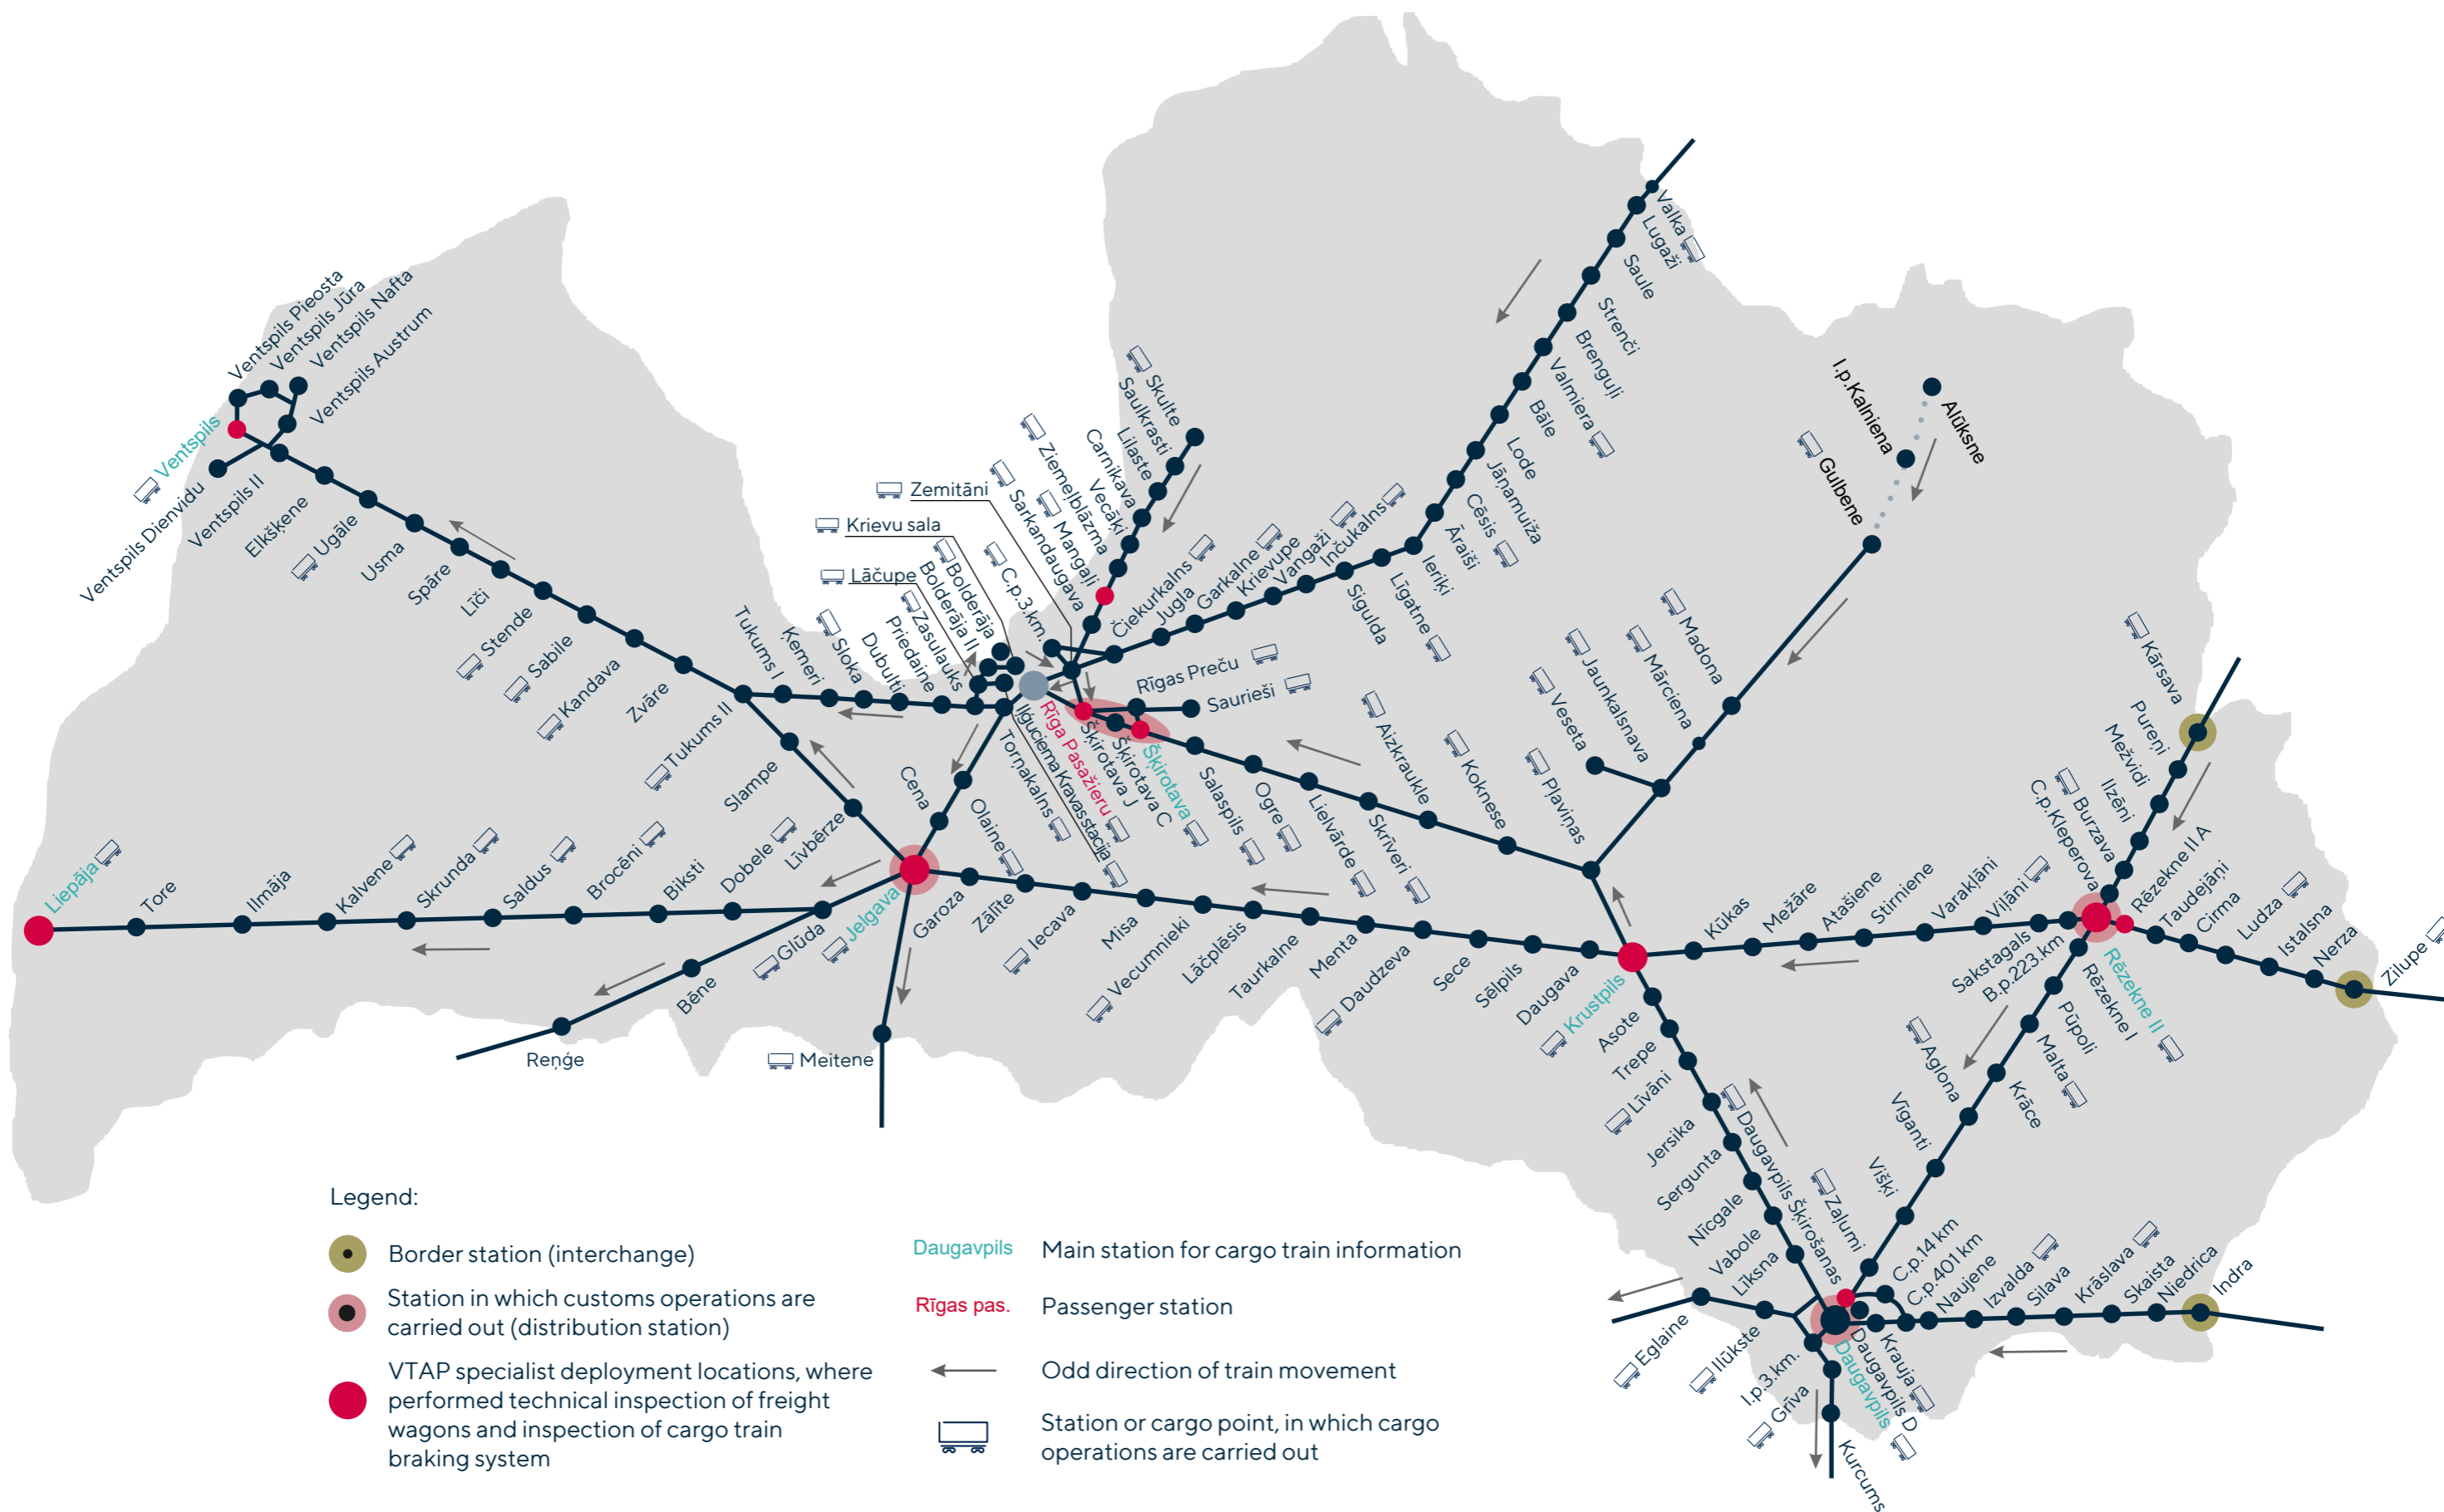 Ventspils Pieosta
Ventspils Jūra
Ventspils Nafta
Ventspils Austrum
Ventspils
Ventspils Dienvidu
Ventspils II
Elkšķene
Ugāle
Usma
Spāre
Līči
Stende
Sabile
Kandava
Zvāre
Tukums II
Tukums I
Ķemeri
Sloka
Dubulti
Priedaine
Zasulauks
Bolderāja II
Bolderāja
Lāčupe
Krievu sala
Zemitāni
C.p.3.km.
Sarkandaugava
Mangaļi
Ziemeļblāzma
Vecāki
Carnikava
Lilaste
Saulkrasti
Skulte
Čiekurkalns
Jugla
Garkalne
Krievupe
Vangaži
Inčukalns
Sigulda
Līgatne
Ieriķi
Āraiši
Cēsis
Jāņamuiža
Lode
Bāle
Valmiera
Brenguļi
Strenči
Saule
Lugaži
Valka
Alūksne
I.p.Kalniena
Gulbene
Madona
Mārciena
Jaunkalsnava
Veseta
Pļaviņas
Koknese
Aizkraukle
Skrīveri
Lielvārde
Ogre
Salaspils
Rīgas Preču
Saurieši
Šķirotava
Šķirotava C
Šķirotava J
Rīga Pasažieru
Iļģuciema Kravas stacija
Torņakalns
Olaine
Cena
Slampe
Līvbērze
Jelgava
Liepāja
Tore
Ilmāja
Kalvene
Skrunda
Saldus
Brocēni
Biksti
Dobele
Glūda
Bēne
Reņģe
Meitene
Garoza
Zālīte
Iecava
Misa
Vecumnieki
Lāčplēsis
Taurkalne
Menta
Daudzeva
Sece
Sēlpils
Daugava
Krustpils
Kūkas
Mežāre
Atašiene
Stirniene
Varakļāni
Viļāni
Sakstagals
B.p.223.km
Rēzekne II
Rēzekne I
Rēzekne II A
C.p.Kleperova
Burzava
Ilzēni
Mežvidi
Pureņi
Kārsava
Taudejāņi
Cirma
Ludza
Istalsna
Nerza
Zilupe
Pūpoli
Malta
Krāce
Aglona
Vīganti
Višķi
Zaļumi
Asote
Trepe
Līvāni
Jersika
Sergunta
Nīcgale
Vabole
Līksna
Daugavpils Šķirošanas
C.p.14 km
C.p.401 km
Naujene
Izvalda
Silava
Krāslava
Skaista
Niedrica
Indra
Krauja
Daugavpils D
Daugavpils
Eglaine
Ilūkste
I.p.3.km.
Grīva
Kurcums
Legend:
Border station (interchange)
Station in which customs operations are
carried out (distribution station)
VTAP specialist deployment locations, where
performed technical inspection of freight
wagons and inspection of cargo train
braking system
Daugavpils
Main station for cargo train information
Rīgas pas.
Passenger station
Odd direction of train movement
Station or cargo point, in which cargo
operations are carried out